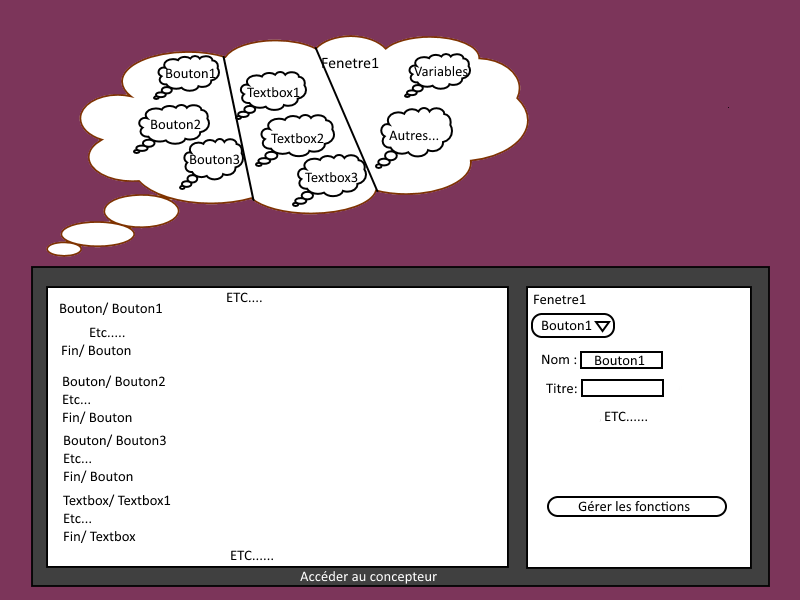 Fenetre1
Bouton1
Bouton2
Bouton3
Textbox1
Textbox2
Textbox3
Variables
Autres...
ETC....
Bouton/ Bouton1
Etc.....
Fin/ Bouton
Bouton/ Bouton2
Etc...
Fin/ Bouton
Bouton/ Bouton3
Etc...
Fin/ Bouton
Textbox/ Textbox1
Etc...
Fin/ Textbox
ETC......
Fenetre1
Bouton1
Nom : Bouton1
Titre:
ETC......
Gérer les fonctions
Accéder au concepteur